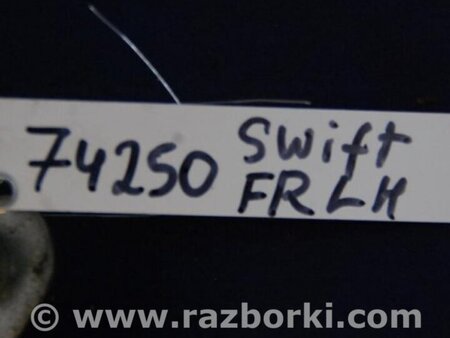 74250 Swift
FR LH
© www.razborki.com